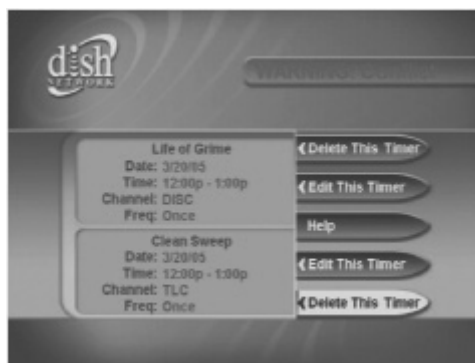 dish
NETWORK
WARNING: Conflict
Life of Grime
Date: 3/20/05
Time: 12:00p - 1:00p
Channel: DISC
Freq: Once
Clean Sweep
Date: 3/20/05
Time: 12:00p - 1:00p
Channel: TLC
Freq: Once
Delete This Timer
Edit This Timer
Help
Edit This Timer
Delete This Timer